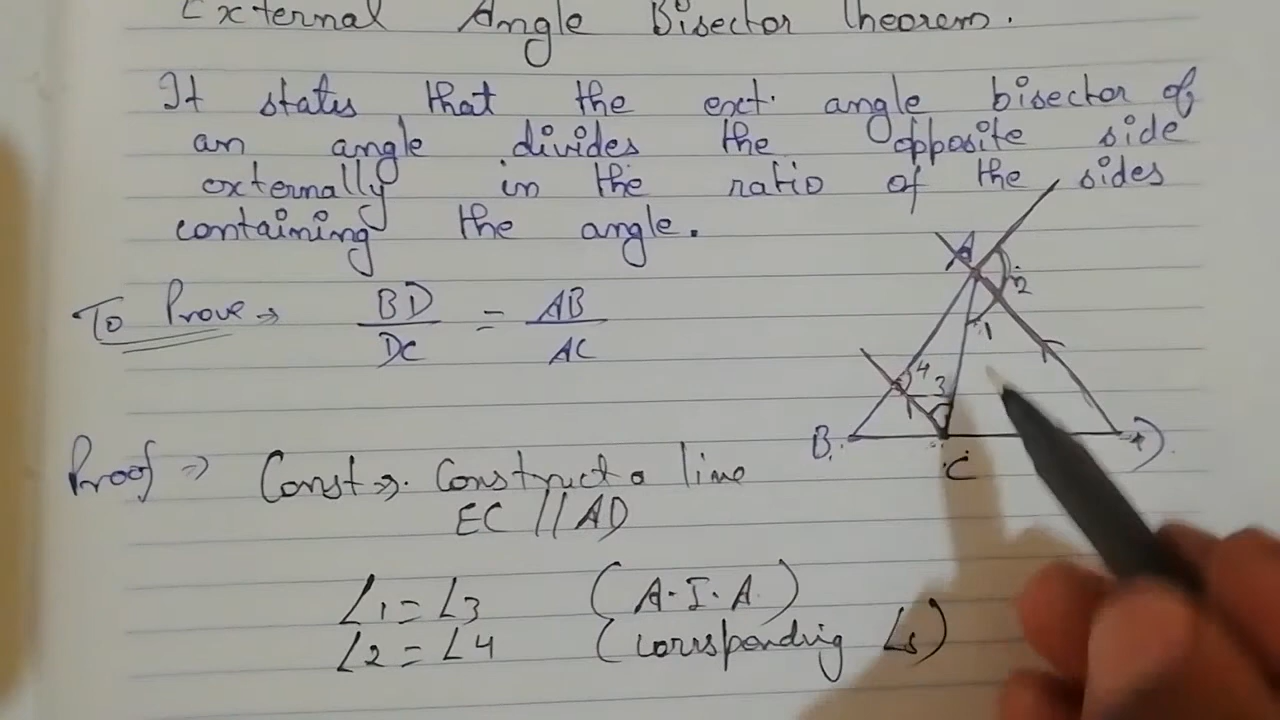 External Angle Bisector Theorem.
It states that the ext. angle bisector of
an angle divides the opposite side
externally in the ratio of the sides
containing the angle.
To Prove → BD/DC = AB/AC
A
2
1
4 3
B C D
Proof ⇒ Const ⇒. Construct a line
EC // AD
∠1 = ∠3 (A.I.A.)
∠2 = ∠4 (corresponding ∠s)